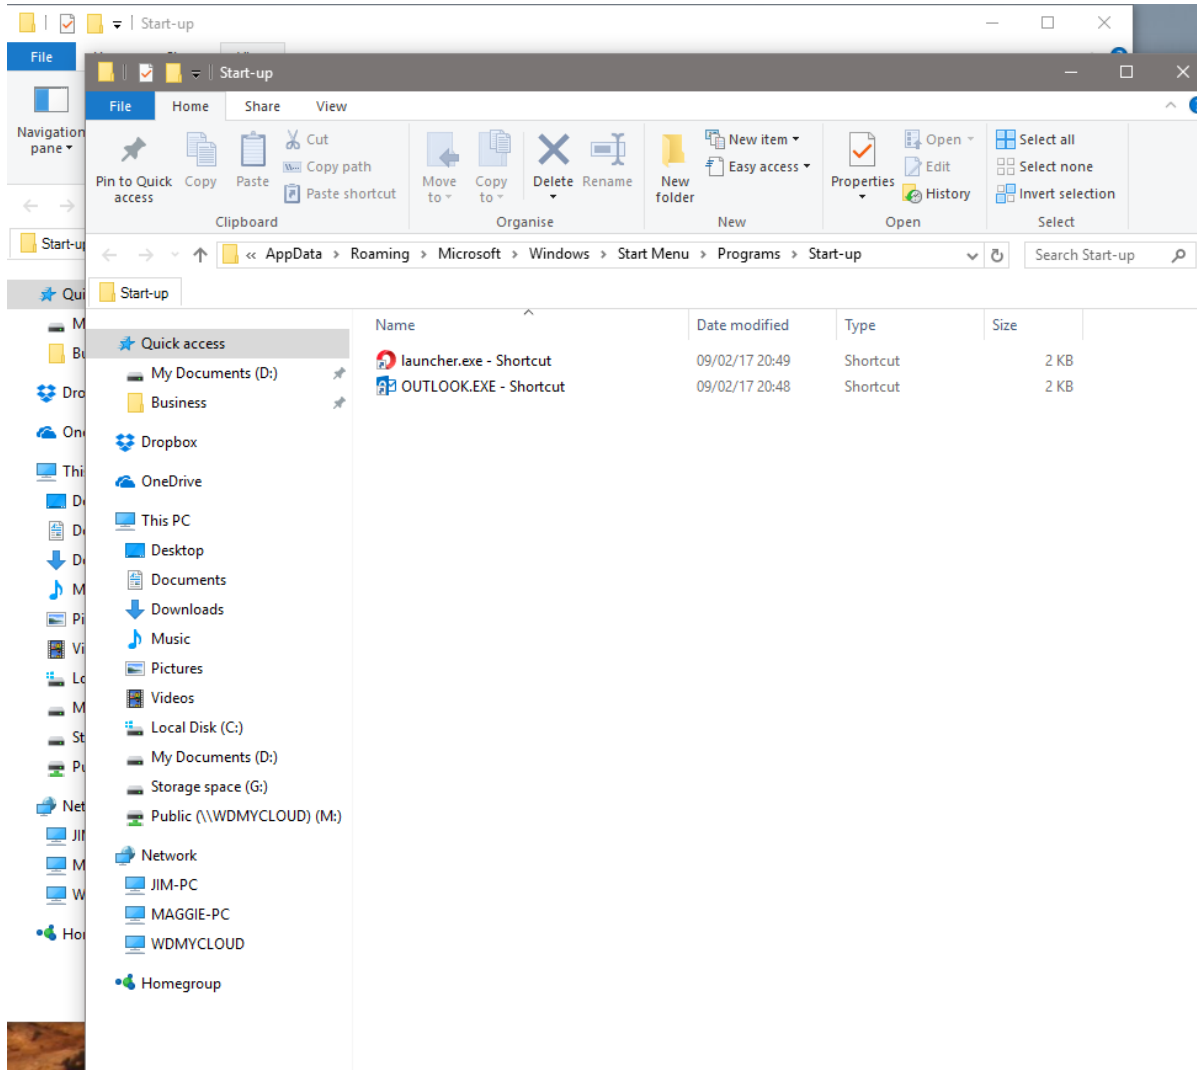 Start-up
File
Navigation
pane
Start-up
File Home Share View
Pin to Quick access
Copy
Paste
Cut
Copy path
Paste shortcut
Clipboard
Move to
Copy to
Delete
Rename
Organise
New folder
New item
Easy access
New
Properties
Open
Edit
History
Open
Select all
Select none
Invert selection
Select
« AppData > Roaming > Microsoft > Windows > Start Menu > Programs > Start-up
Search Start-up
Start-up
Name Date modified Type Size
launcher.exe - Shortcut 09/02/17 20:49 Shortcut 2 KB
OUTLOOK.EXE - Shortcut 09/02/17 20:48 Shortcut 2 KB
Quick access
My Documents (D:)
Business
Dropbox
OneDrive
This PC
Desktop
Documents
Downloads
Music
Pictures
Videos
Local Disk (C:)
My Documents (D:)
Storage space (G:)
Public (\\WDMYCLOUD) (M:)
Network
JIM-PC
MAGGIE-PC
WDMYCLOUD
Homegroup